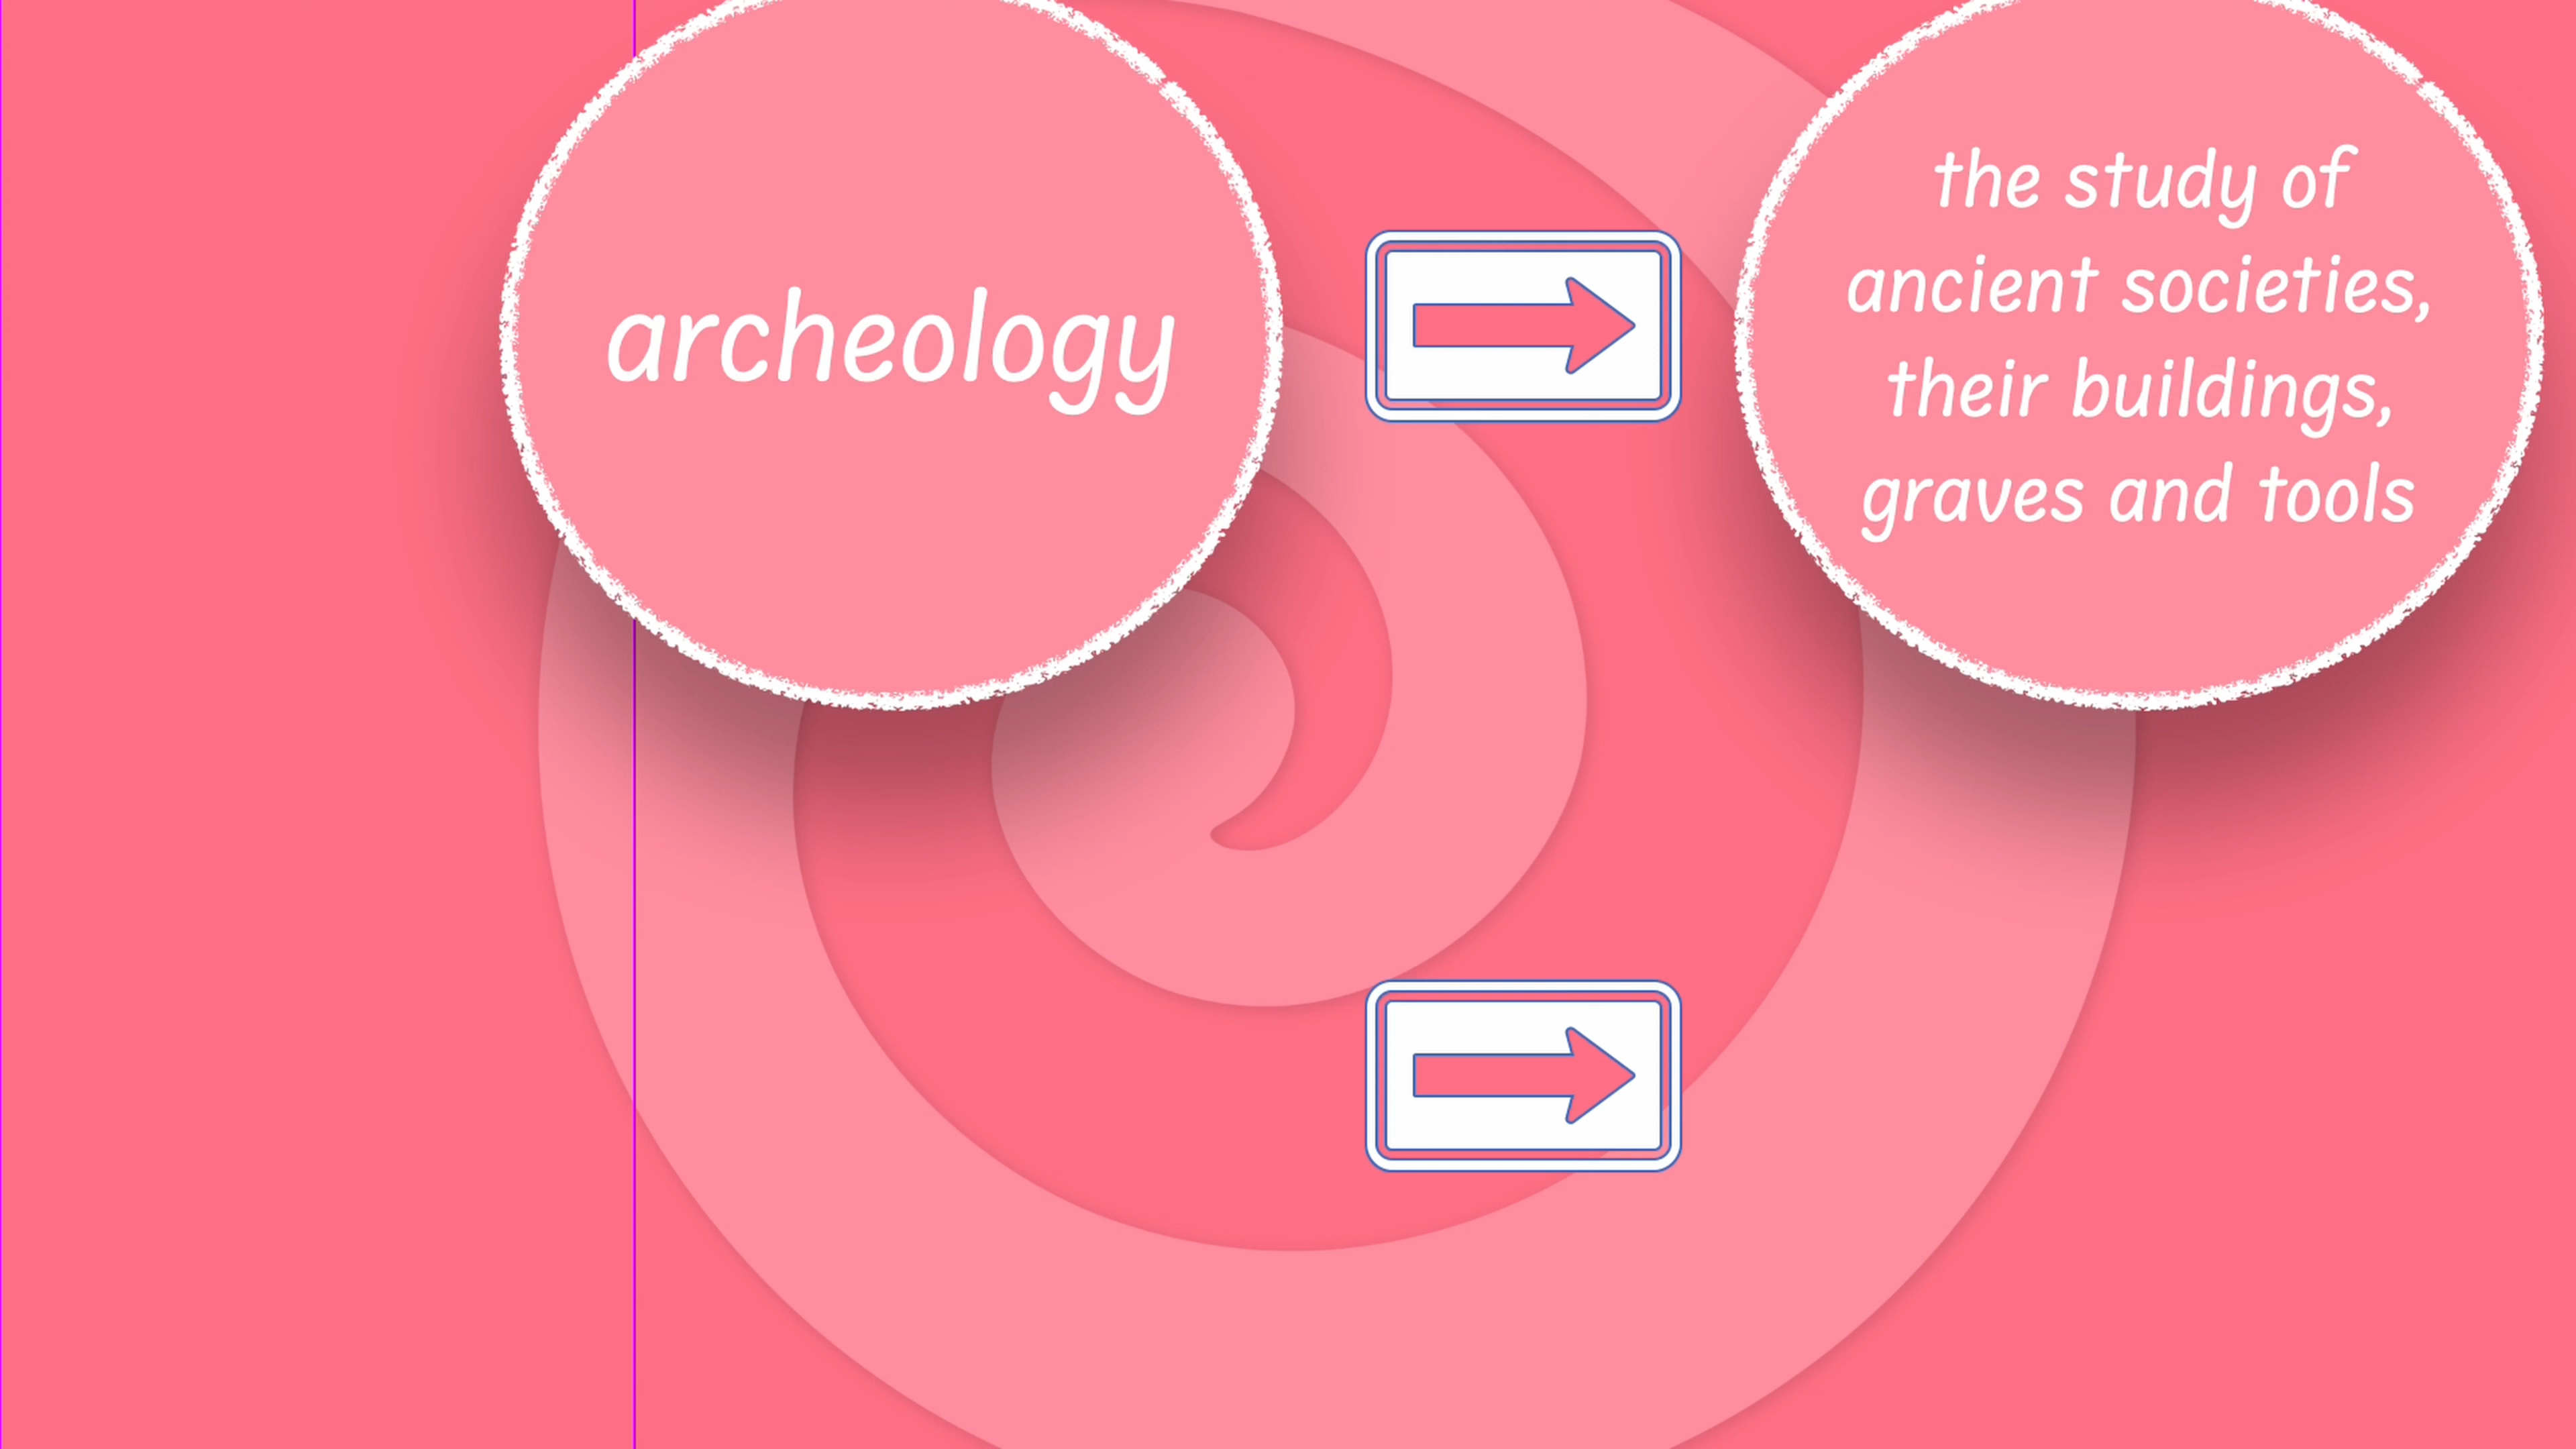 archeology
the study of
ancient societies,
their buildings,
graves and tools